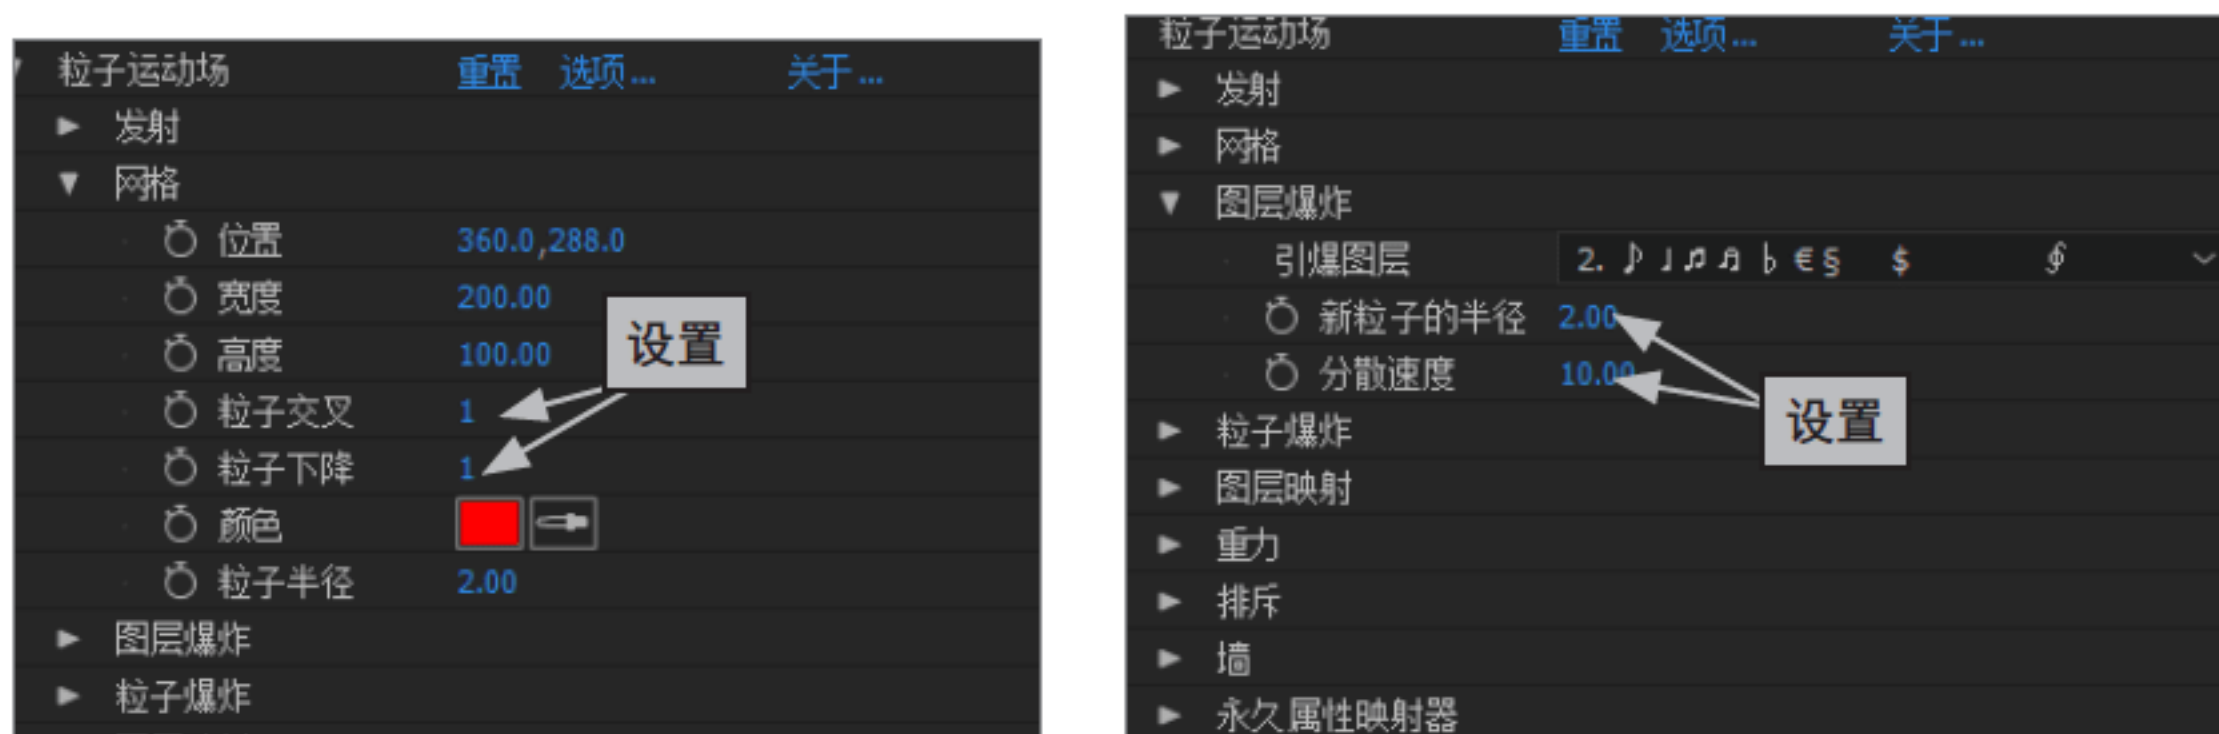 粒子运动场 重置 选项... 关于...
发射
网格
位置 360.0,288.0
宽度 200.00
高度 100.00
设置
粒子交叉 1
粒子下降 1
颜色
粒子半径 2.00
图层爆炸
粒子爆炸
粒子运动场 重置 选项... 关于...
发射
网格
图层爆炸
引爆图层 2. ♪♩♫♬♭€§ $ ∮
新粒子的半径 2.00
分散速度 10.00
设置
粒子爆炸
图层映射
重力
排斥
墙
永久属性映射器